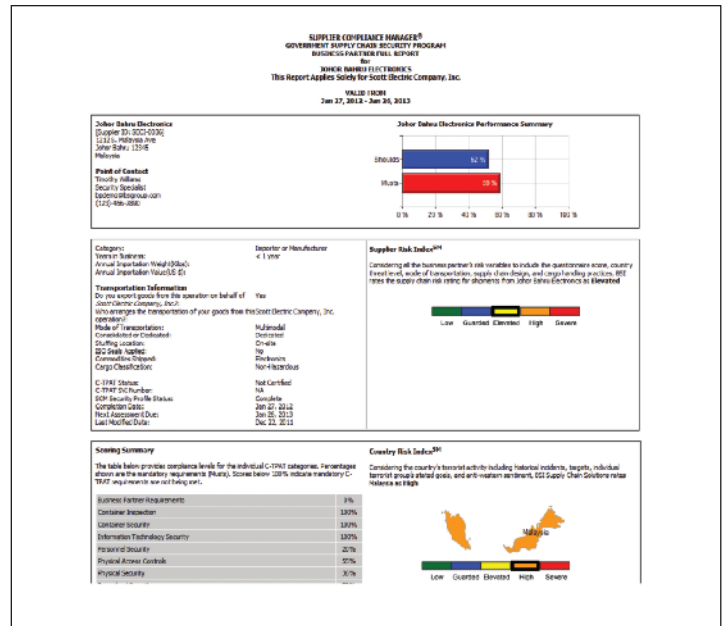 SUPPLIER COMPLIANCE MANAGER®
GOVERNMENT SUPPLY CHAIN SECURITY PROGRAM
BUSINESS PARTNER FULL REPORT
for
JOHOR BAHRU ELECTRONICS
This Report Applies Solely for Scott Electric Company, Inc.
VALID FROM
Jan 27, 2012 - Jan 26, 2013
Johor Bahru Electronics
Malaysia Ave
Johor Bahru 12345
Malaysia
Point of Contact
Timothy Williams
Security Specialist
Johor Bahru Electronics Performance Summary
Shoulds
52 %
Musts
0 % 20 % 40 % 60 % 80 % 100 %
Category: Importer or Manufacturer
Years in Business: < 1 year
Annual Importation Weight(Kilos):
Annual Importation Value(US $):
Transportation Information
Do you export goods from this operation on behalf of Yes
Scott Electric Company, Inc.?:
Who arranges the transportation of your goods from this Scott Electric Company, Inc.
operation?:
Mode of Transportation: Multimodal
Consolidated or Dedicated: Dedicated
Stuffing Location: On-site
ISO Seals Applied: No
Commodities Shipped: Electronics
Cargo Classification: Non-Hazardous
C-TPAT Status: Not Certified
C-TPAT SVI Number: NA
SCM Security Profile Status: Complete
Completion Date: Jan 27, 2012
Next Assessment Due: Jan 26, 2013
Last Modified Date: Dec 22, 2011
Supplier Risk Index SM
Considering all the business partner's risk variables to include the questionnaire score, country
threat level, mode of transportation, supply chain design, and cargo handling practices, BSI
rates the supply chain risk rating for shipments from Johor Bahru Electronics as Elevated
Low Guarded Elevated High Severe
Scoring Summary
The table below provides compliance levels for the individual C-TPAT categories. Percentages
shown are the mandatory requirements (Musts). Scores below 100% indicate mandatory C-
TPAT requirements are not being met.
Business Partner Requirements
Container Inspection 100%
Container Security 100%
Information Technology Security 100%
Personnel Security 20%
Physical Access Controls
Physical Security
Country Risk Index SM
Considering the country's terrorist activity including historical incidents, targets, individual
terrorist group stated goals, and anti-western sentiment, BSI Supply Chain Solutions rates
Malaysia as High
Malaysia
Low Guarded Elevated High Severe